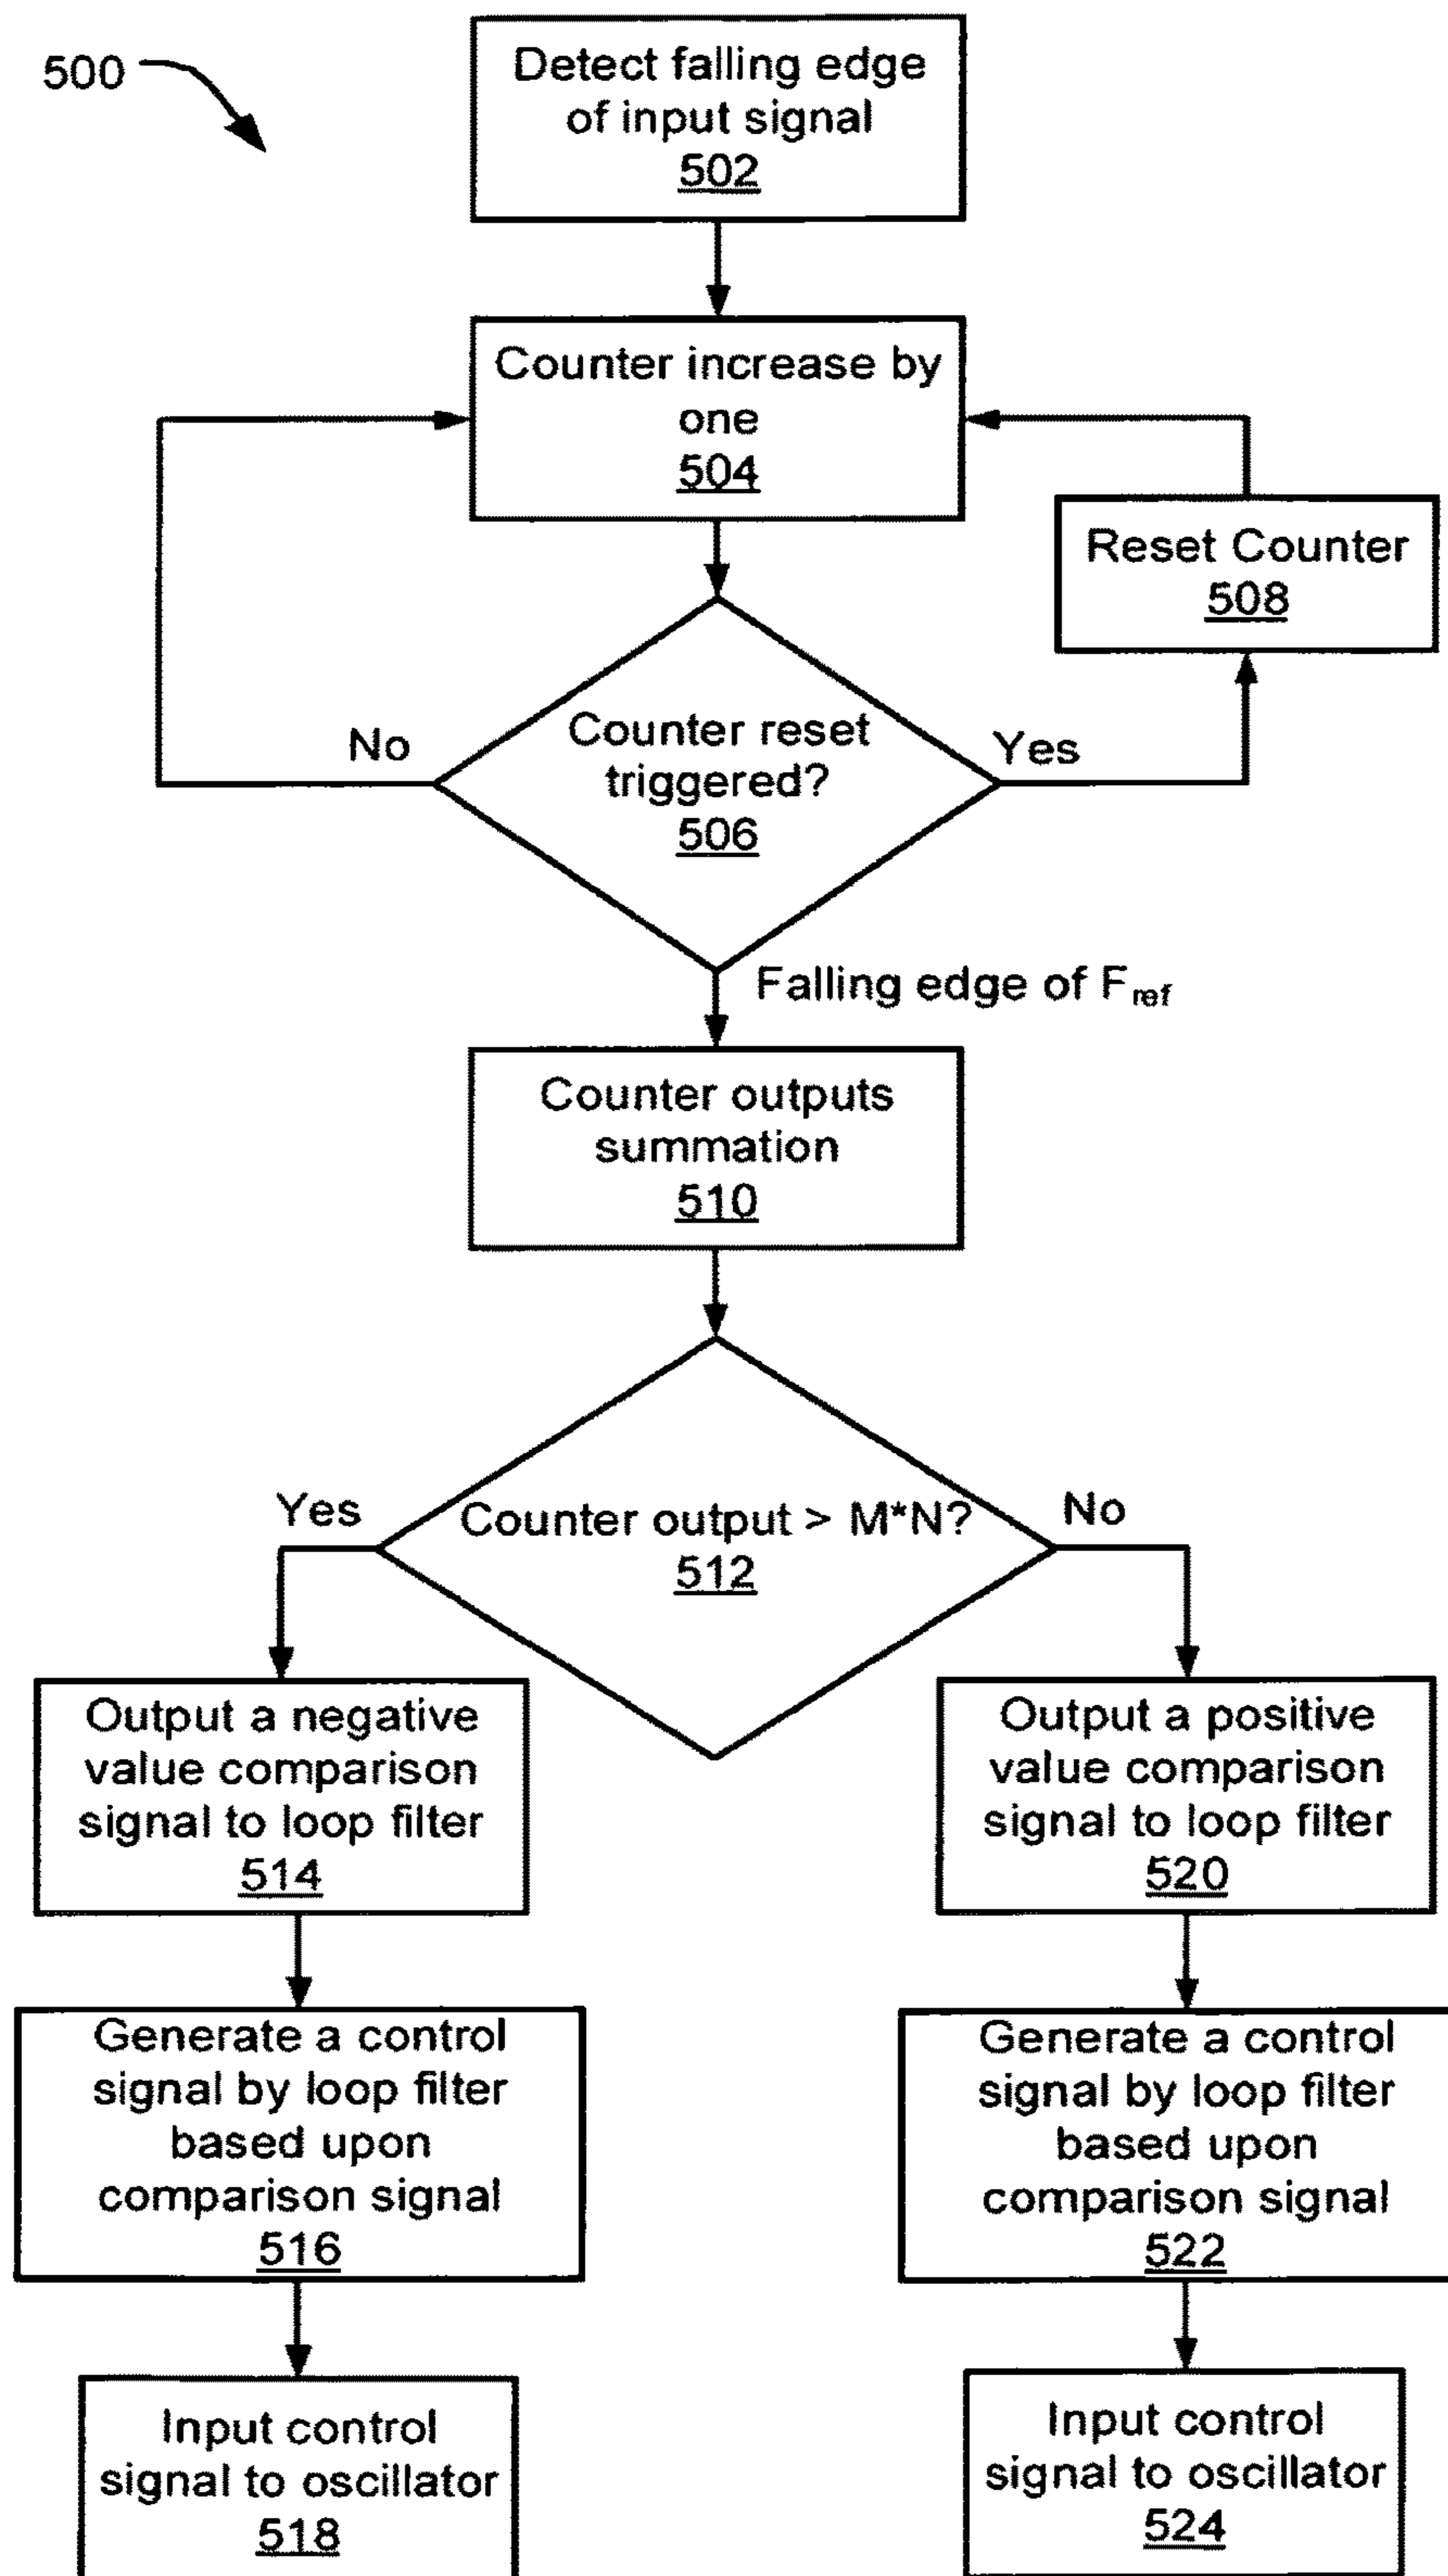 500
Detect falling edge
of input signal
502
Counter increase by
one
504
Reset Counter
508
No
Counter reset
triggered?
506
Yes
Falling edge of Fref
Counter outputs
summation
510
Yes
Counter output > M*N?
512
No
Output a negative
value comparison
signal to loop filter
514
Output a positive
value comparison
signal to loop filter
520
Generate a control
signal by loop filter
based upon
comparison signal
516
Generate a control
signal by loop filter
based upon
comparison signal
522
Input control
signal to oscillator
518
Input control
signal to oscillator
524